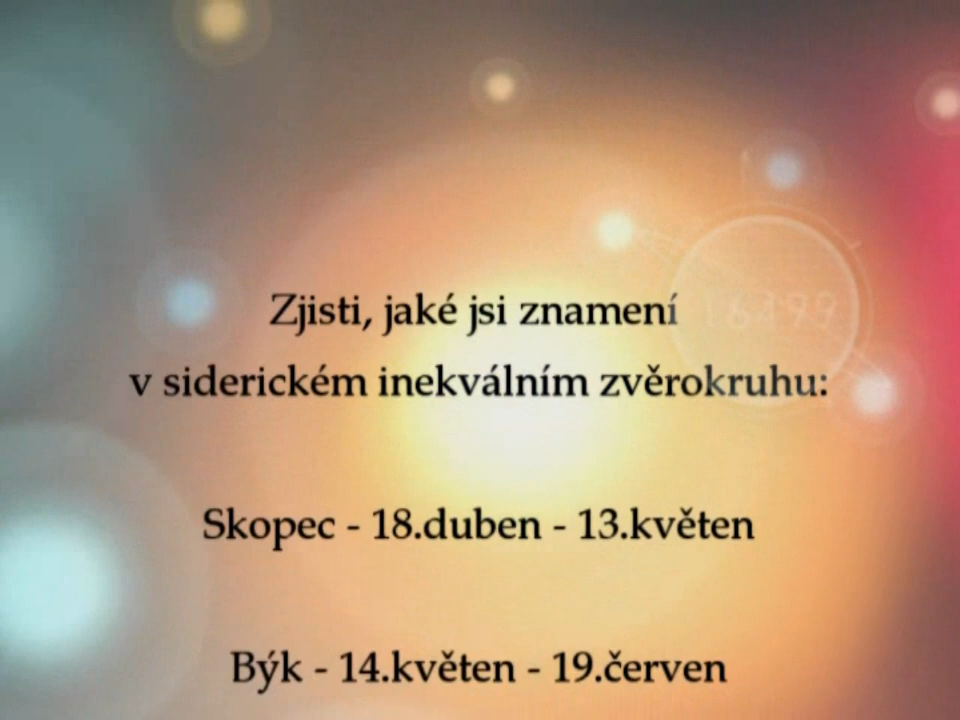 Zjisti, jaké jsi znamení
v siderickém inekválním zvěrokruhu:
Skopec - 18.duben - 13.květen
Býk - 14.květen - 19.červen